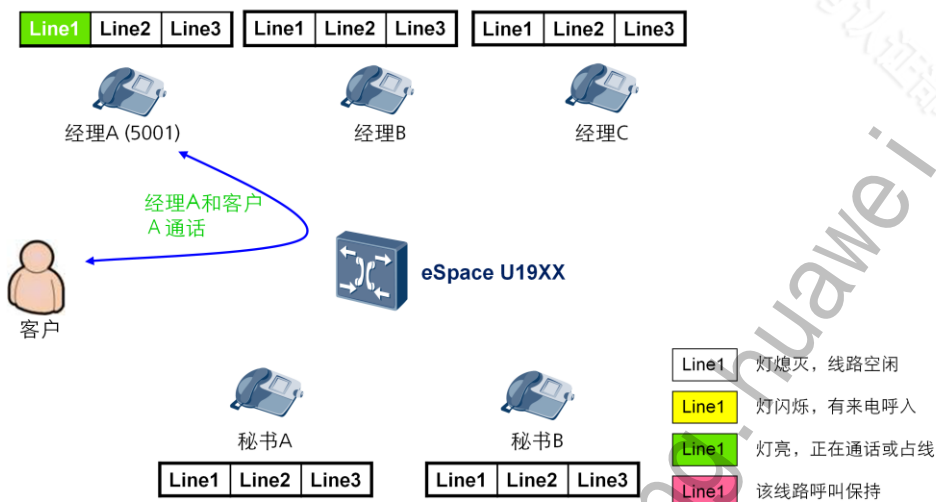 Line1 Line2 Line3 Line1 Line2 Line3 Line1 Line2 Line3
经理A (5001) 经理B 经理C
经理A和客户
A 通话
eSpace U19XX
客户
秘书A 秘书B
Line1 Line2 Line3 Line1 Line2 Line3
Line1 灯熄灭，线路空闲
Line1 灯闪烁，有来电呼入
Line1 灯亮，正在通话或占线
Line1 该线路呼叫保持
ng.huawei